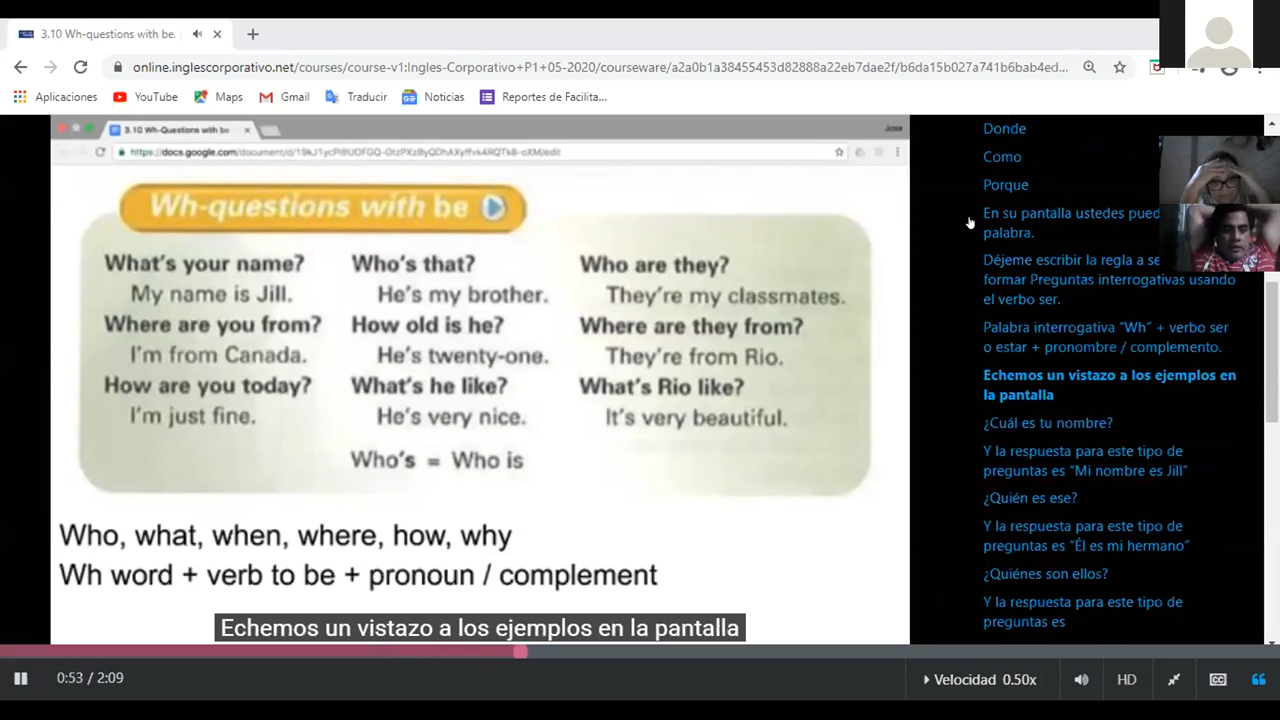 3.10 Wh-questions with be.
online.inglescorporativo.net/courses/course-v1:Ingles-Corporativo+P1+05-2020/courseware/a2a0b1a38455453d82888a22eb7dae2f/b6da15b027a741b6bab4ed...
Aplicaciones YouTube Maps Gmail Traducir Noticias Reportes de Facilita...
3.10 Wh-Questions with be
Jose
Wh-questions with be
What's your name?
My name is Jill.
Where are you from?
I'm from Canada.
How are you today?
I'm just fine.
Who's that?
He's my brother.
How old is he?
He's twenty-one.
What's he like?
He's very nice.
Who's = Who is
Who are they?
They're my classmates.
Where are they from?
They're from Rio.
What's Rio like?
It's very beautiful.
Who, what, when, where, how, why
Wh word + verb to be + pronoun / complement
Echemos un vistazo a los ejemplos en la pantalla
Donde
Como
Porque
En su pantalla ustedes pued
palabra.
Déjeme escribir la regla a se
formar Preguntas interrogativas usando
el verbo ser.
Palabra interrogativa “Wh” + verbo ser
o estar + pronombre / complemento.
Echemos un vistazo a los ejemplos en
la pantalla
¿Cuál es tu nombre?
Y la respuesta para este tipo de
preguntas es “Mi nombre es Jill”
¿Quién es ese?
Y la respuesta para este tipo de
preguntas es “Él es mi hermano”
¿Quiénes son ellos?
Y la respuesta para este tipo de
preguntas es
0:53 / 2:09
Velocidad 0.50x
HD
CC